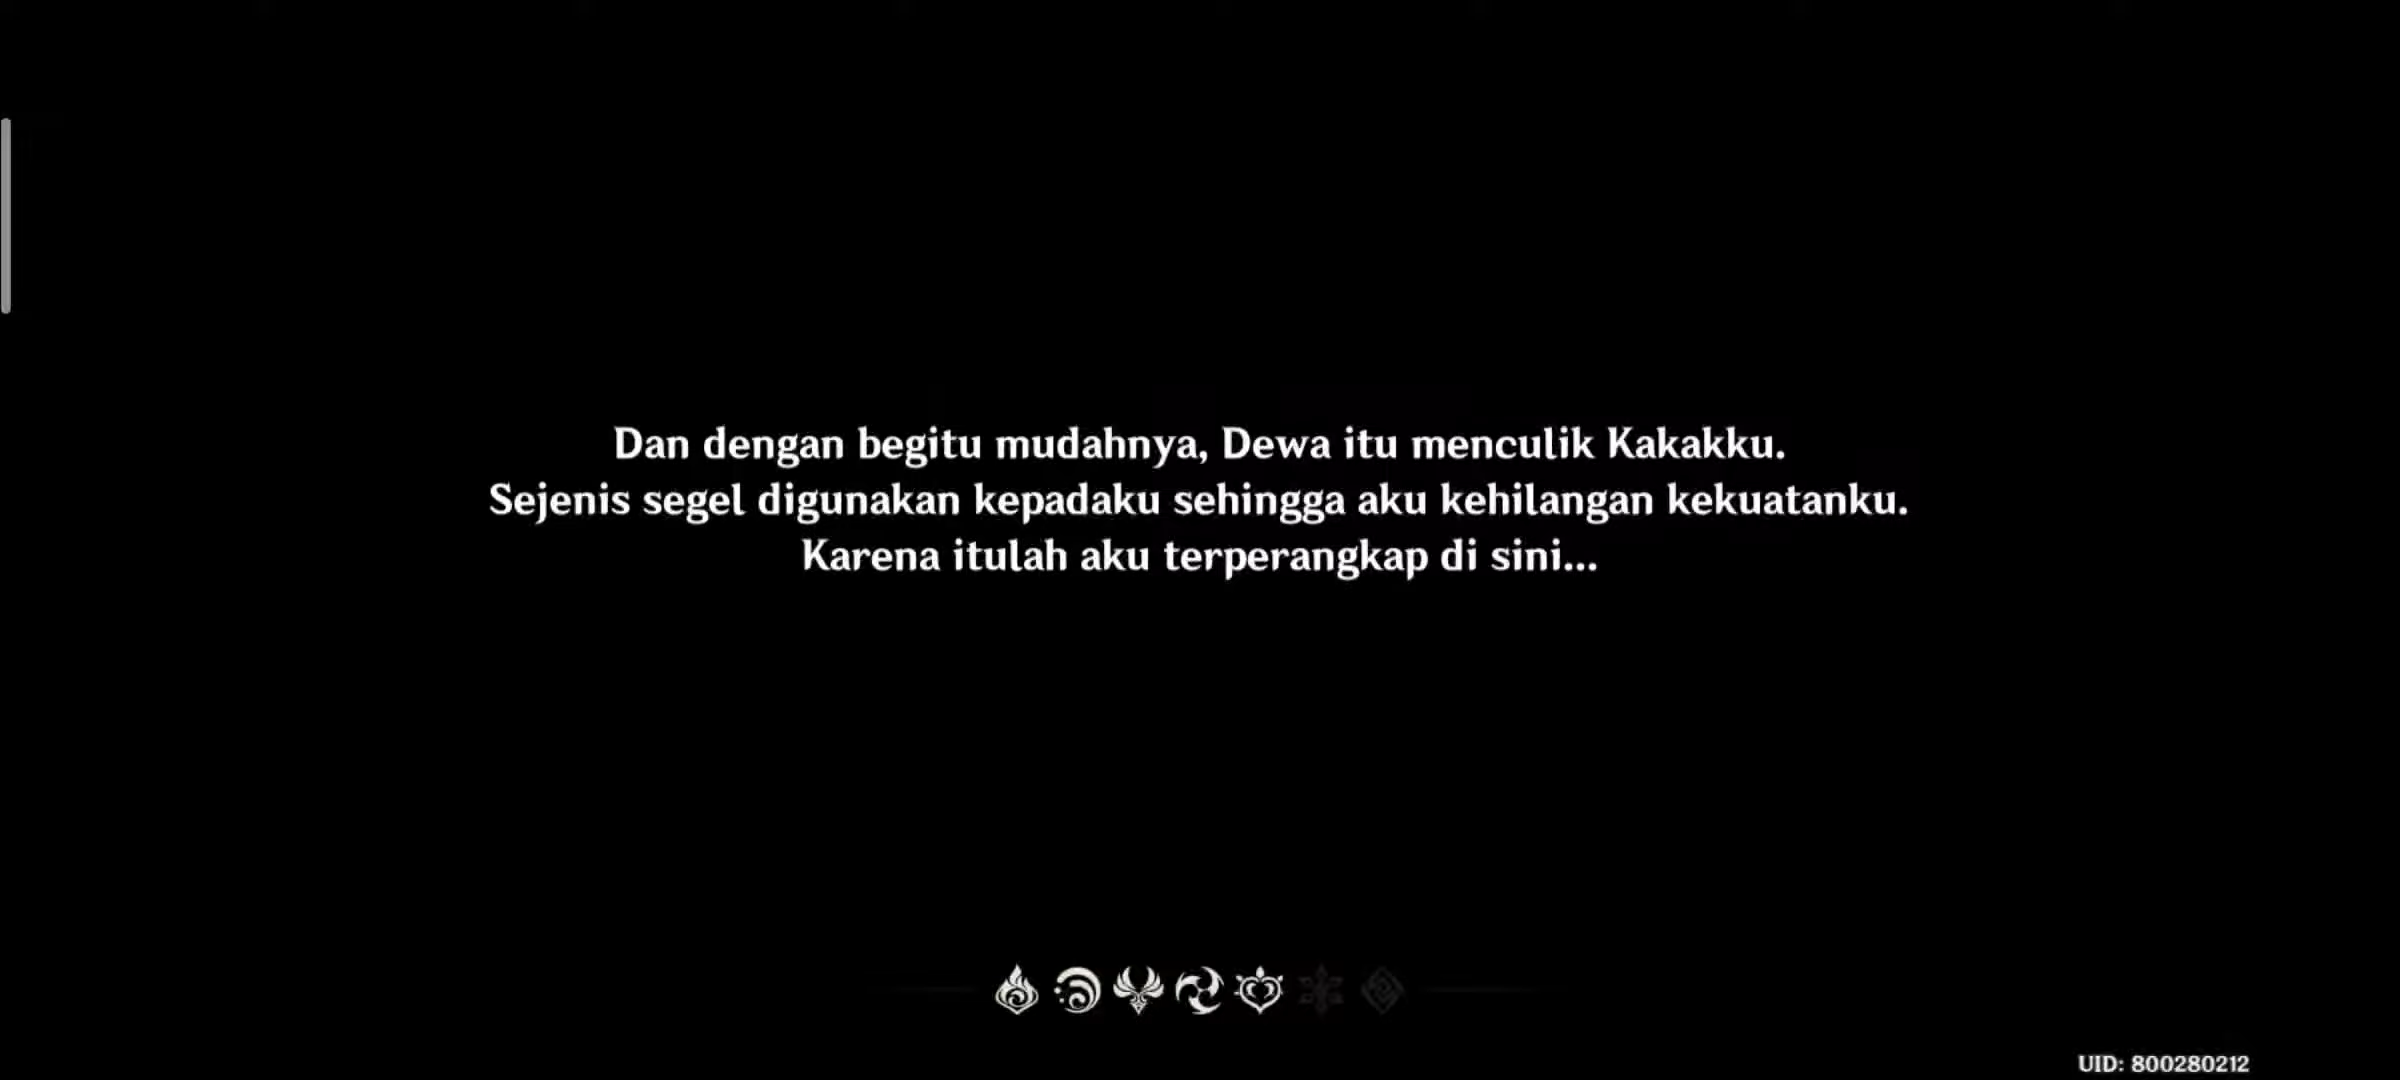 Dan dengan begitu mudahnya, Dewa itu menculik Kakakku.
Sejenis segel digunakan kepadaku sehingga aku kehilangan kekuatanku.
Karena itulah aku terperangkap di sini...
UID: 800280212